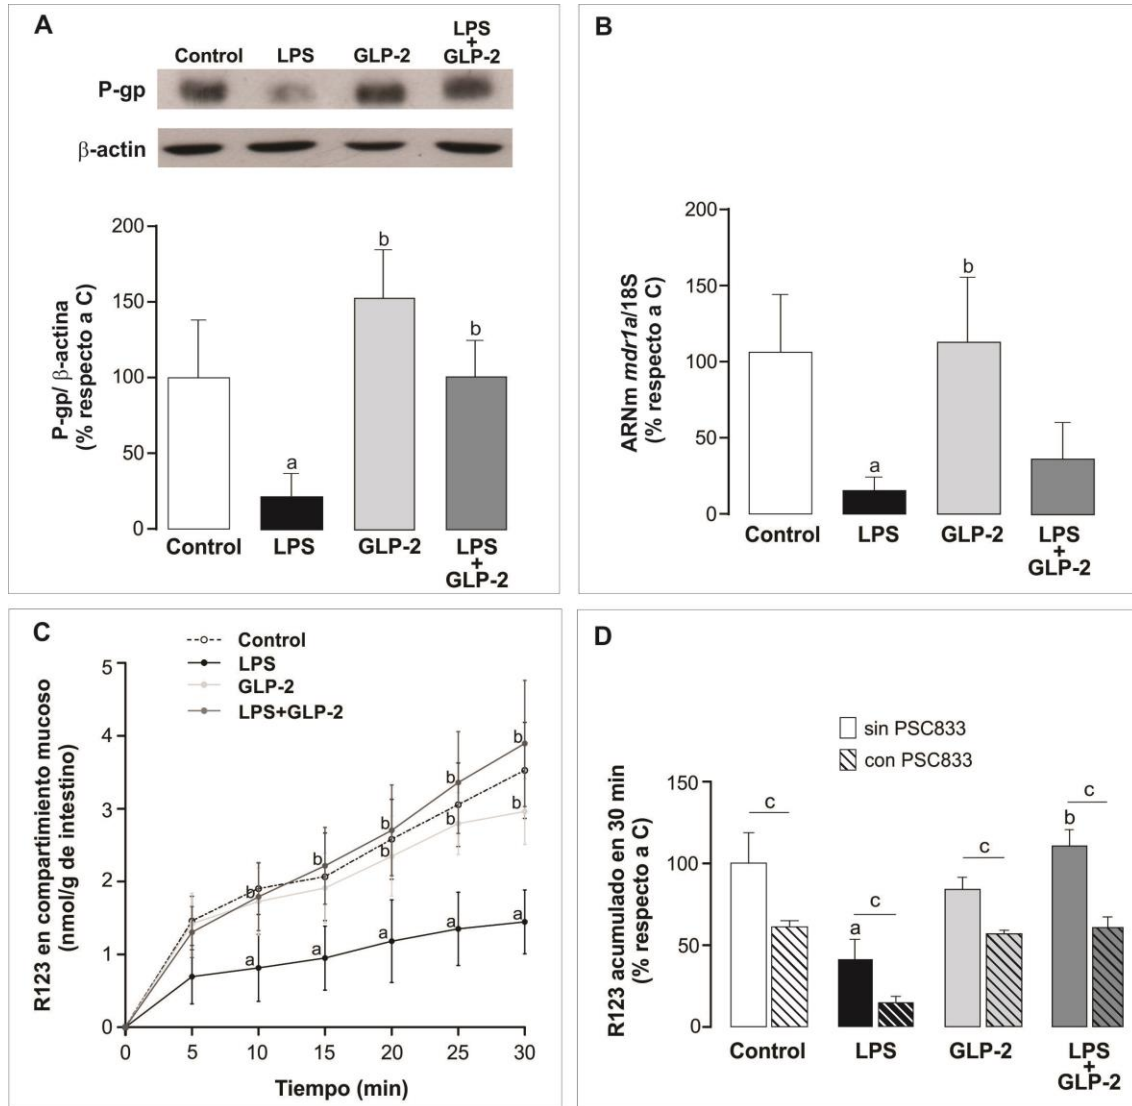 A
Control
LPS
GLP-2
LPS
+
GLP-2
P-gp
β-actin
P-gp/ β-actina
(% respecto a C)
200
150
100
50
0
a
b
b
Control
LPS
GLP-2
LPS
+
GLP-2
B
ARNm mdr1a/18S
(% respecto a C)
200
150
100
50
0
a
b
Control
LPS
GLP-2
LPS
+
GLP-2
C
Control
LPS
GLP-2
LPS+GLP-2
R123 en compartimiento mucoso
(nmol/g de intestino)
5
4
3
2
1
0
b
b
b
b
b
b
b
b
a
a
a
a
a
a
0
5
10
15
20
25
30
Tiempo (min)
D
sin PSC833
con PSC833
R123 acumulado en 30 min
(% respecto a C)
150
100
50
0
c
a
c
c
b
c
Control
LPS
GLP-2
LPS
+
GLP-2